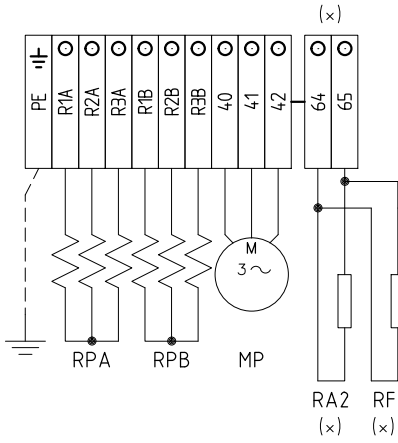 (x)
PE R1A R2A R3A R1B R2B R3B 40 41 42 64 65
M
3~
RPA RPB MP
RA2 RF
(x) (x)